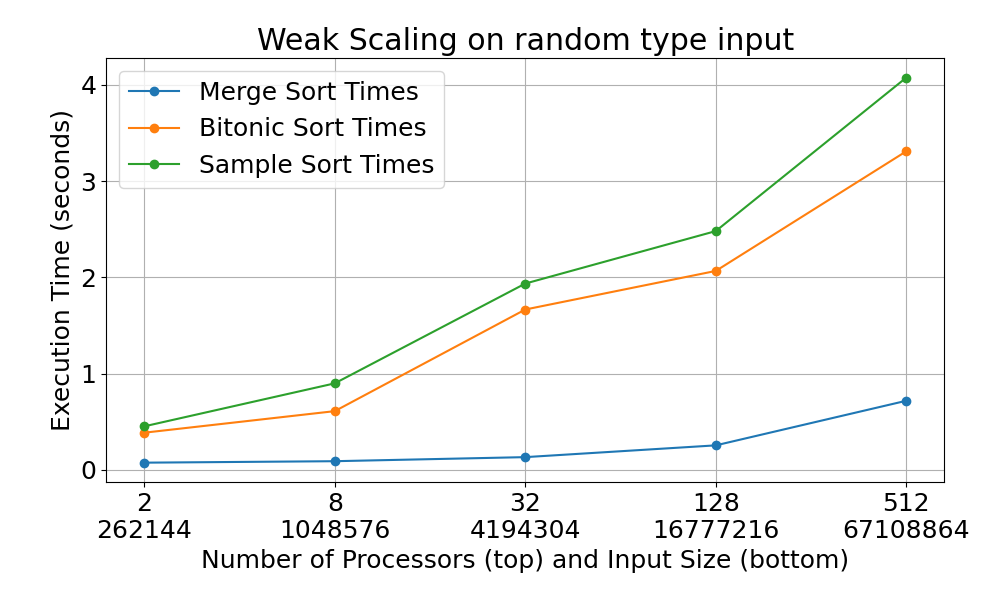 Weak Scaling on random type input
Merge Sort Times
Bitonic Sort Times
Sample Sort Times
Execution Time (seconds)
4
3
2
1
0
2 8 32 128 512
262144 1048576 4194304 16777216 67108864
Number of Processors (top) and Input Size (bottom)